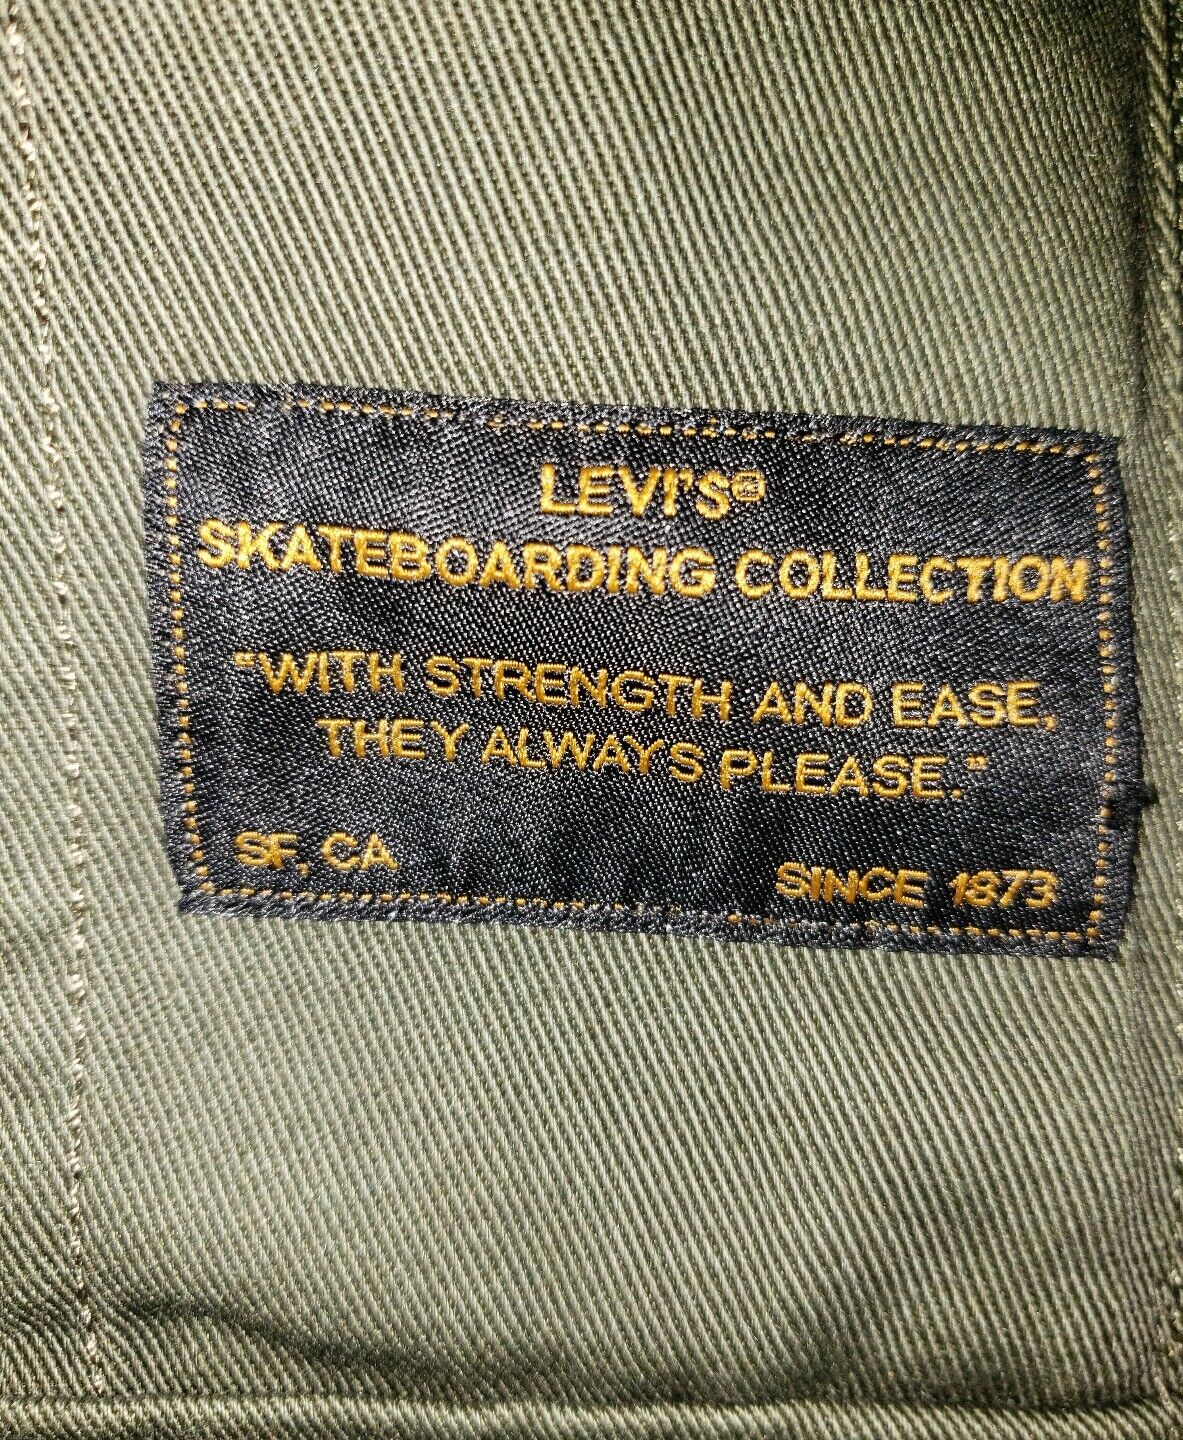 LEVI'S®
SKATEBOARDING COLLECTION
"WITH STRENGTH AND EASE,
THEY ALWAYS PLEASE."
SF, CA
SINCE 1873